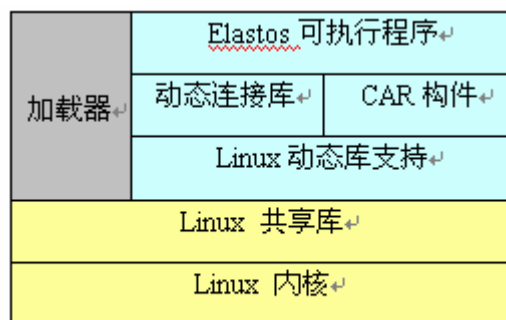 Elastos 可执行程序
加载器
动态连接库
CAR 构件
Linux 动态库支持
Linux 共享库
Linux 内核